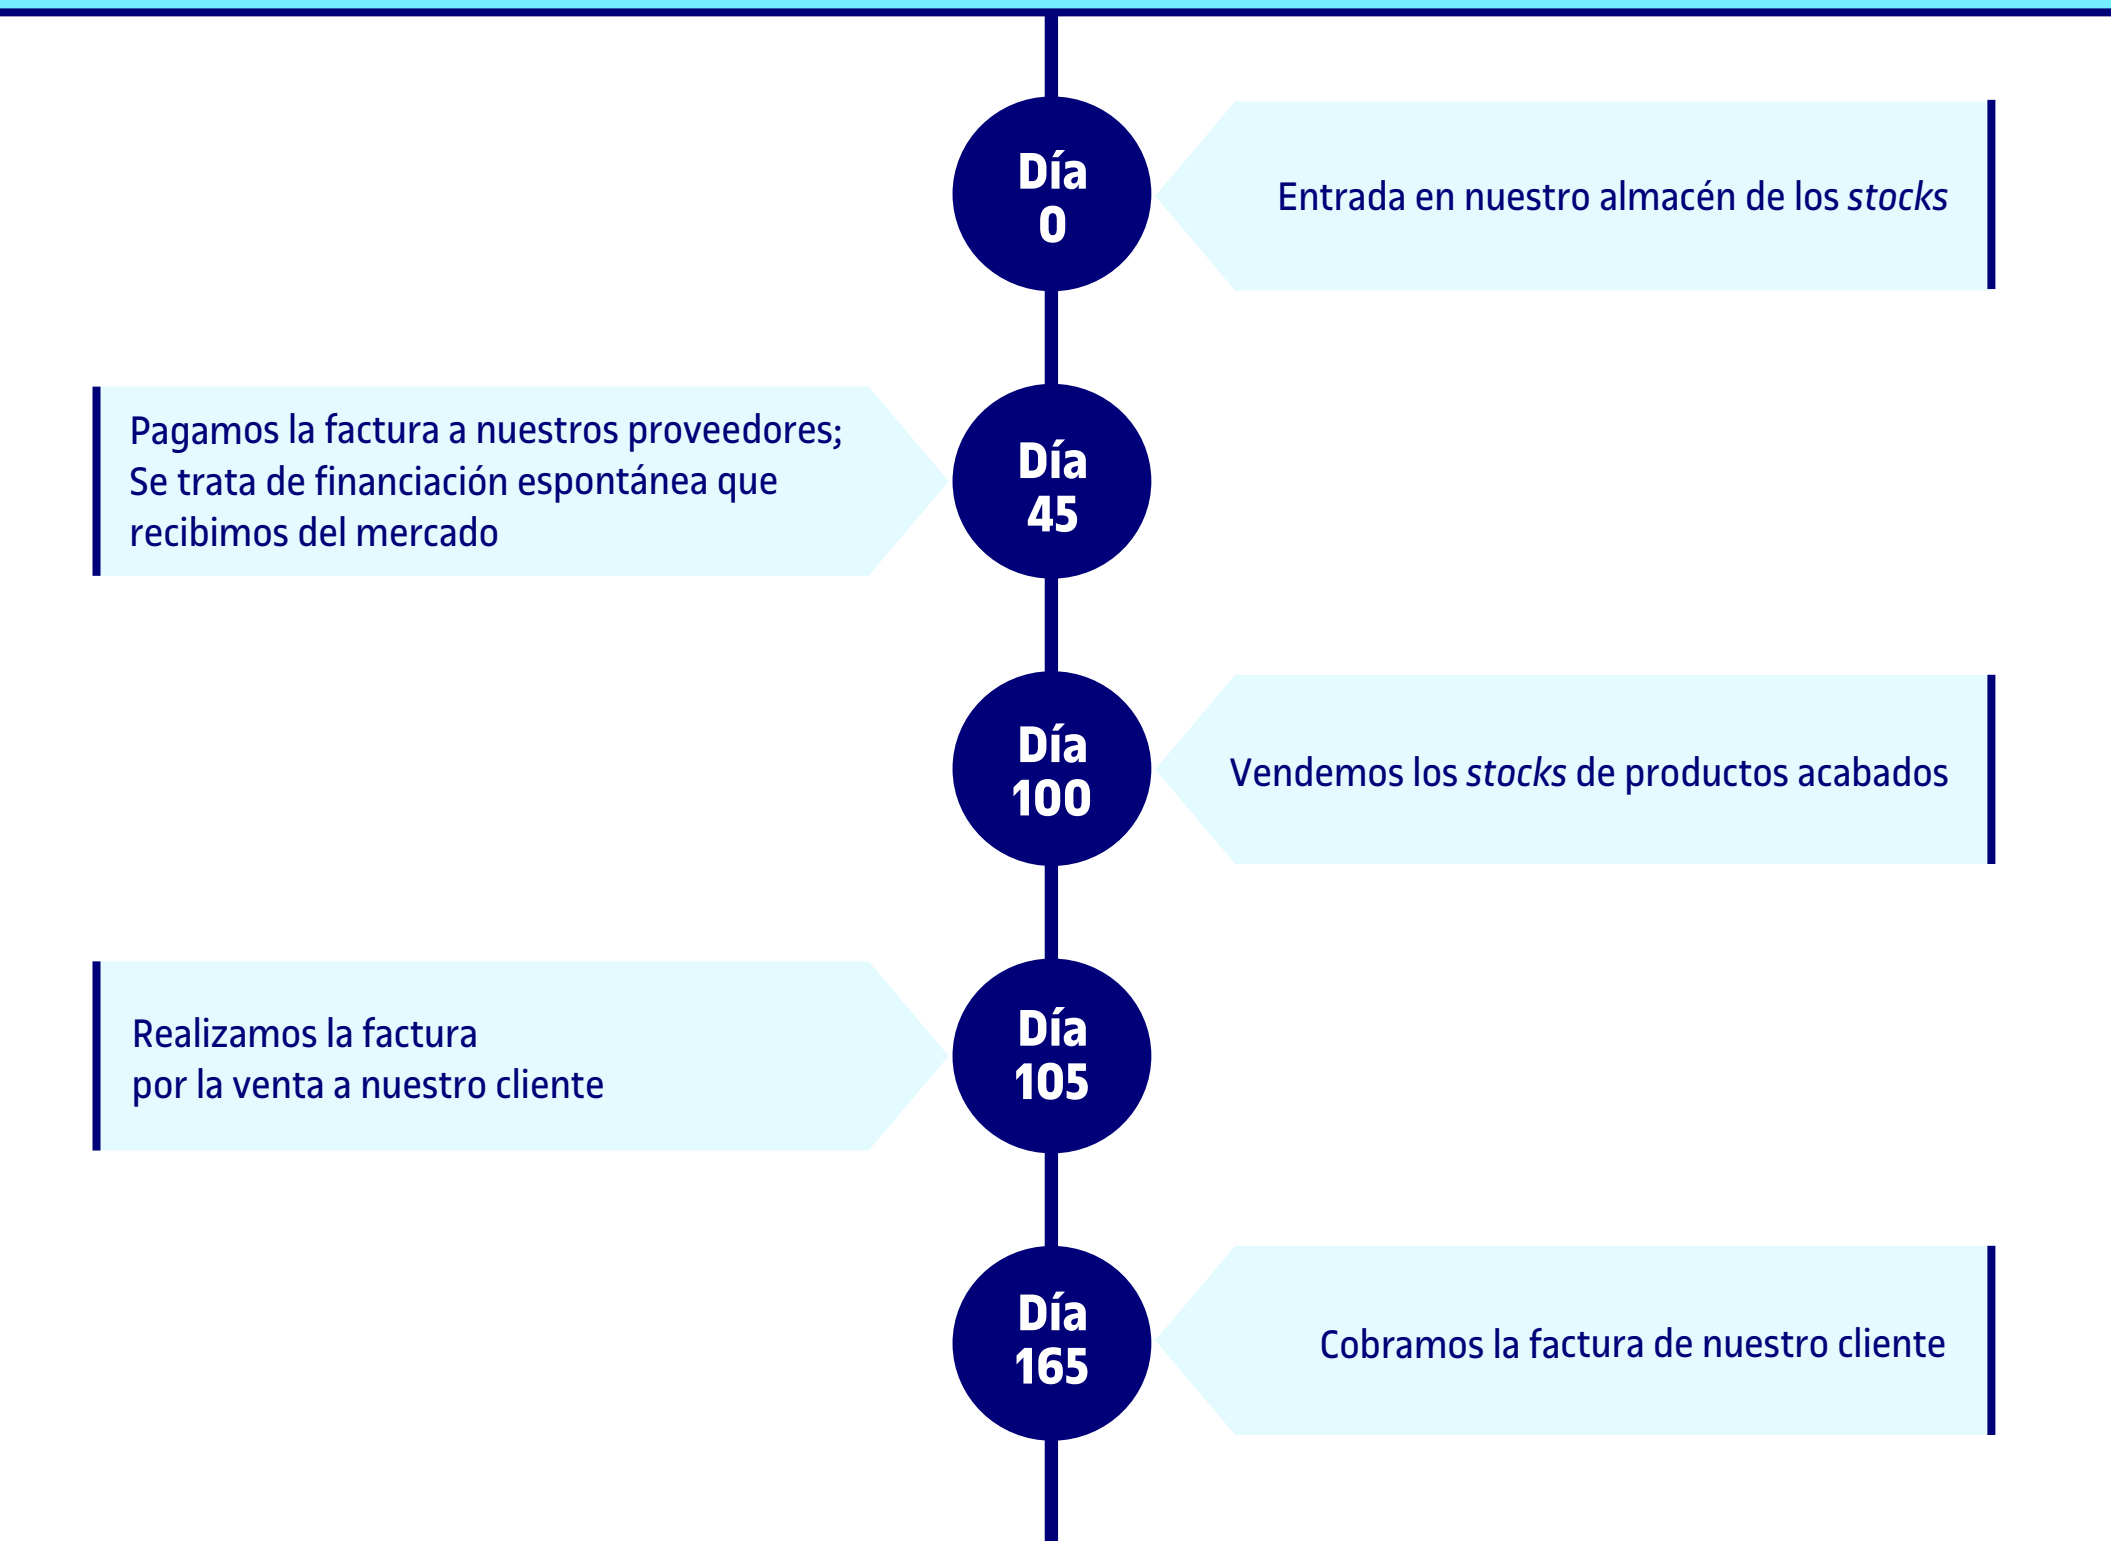 Día
0
Entrada en nuestro almacén de los stocks
Pagamos la factura a nuestros proveedores;
Se trata de financiación espontánea que
recibimos del mercado
Día
45
Día
100
Vendemos los stocks de productos acabados
Realizamos la factura
por la venta a nuestro cliente
Día
105
Día
165
Cobramos la factura de nuestro cliente